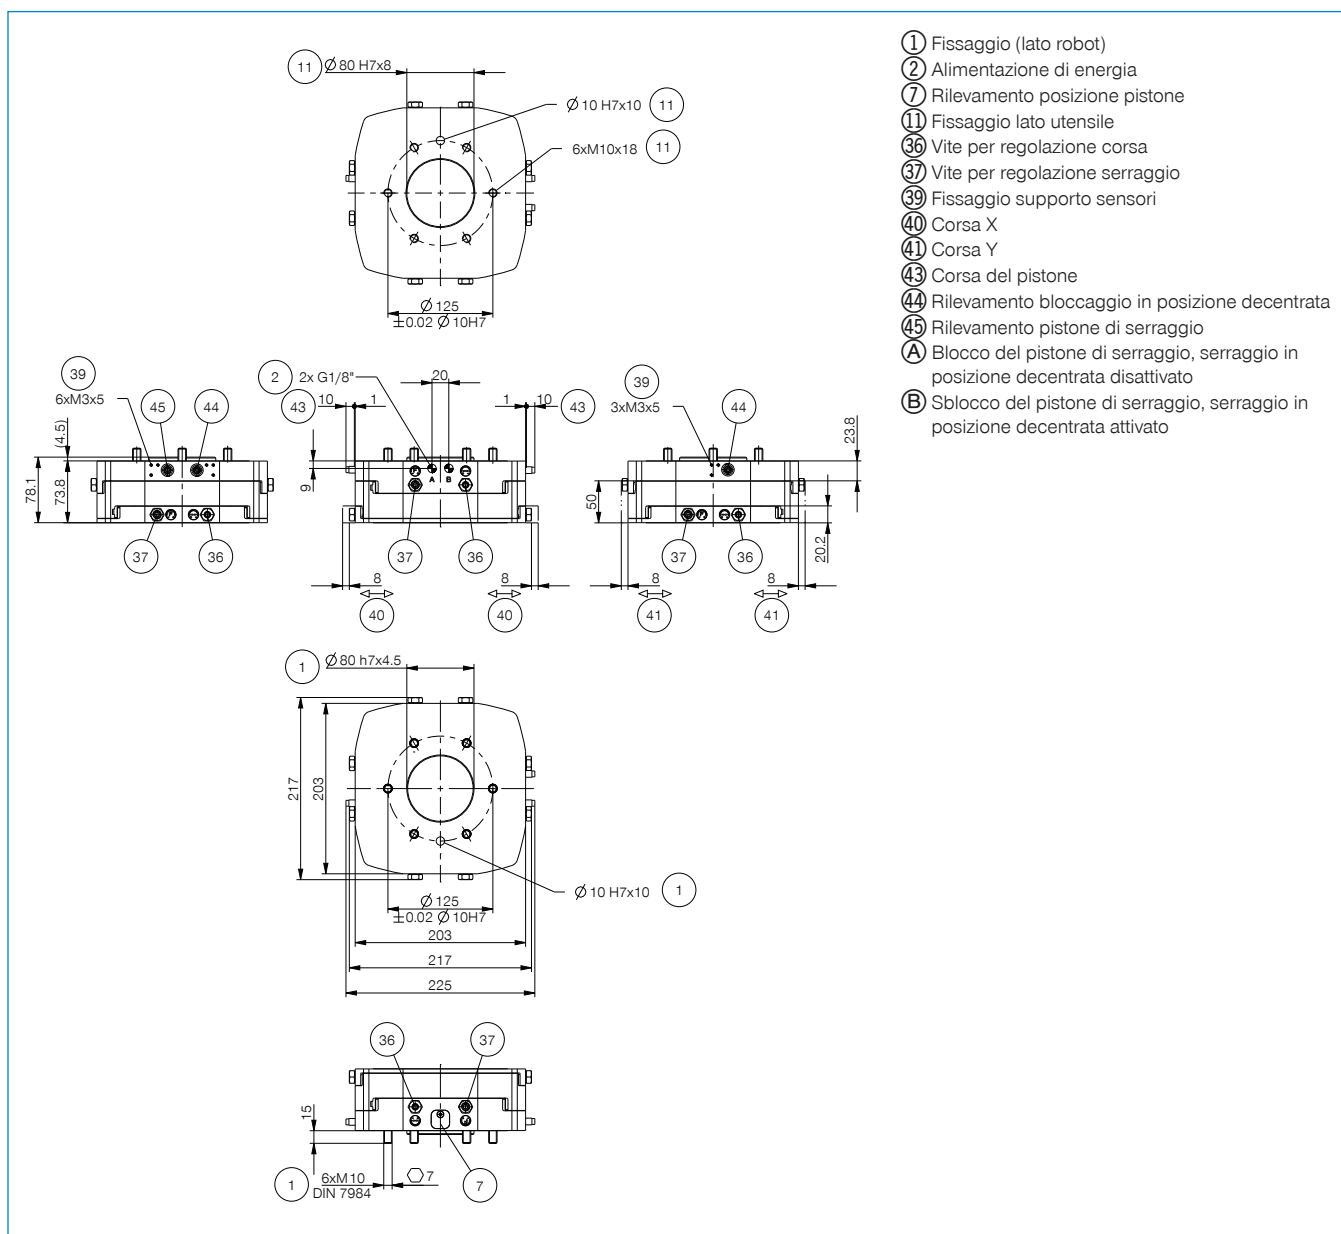 11 Ø 80 H7x8
Ø 10 H7x10 11
6xM10x18 11
Ø 125
±0.02 Ø 10H7
1 Fissaggio (lato robot)
2 Alimentazione di energia
7 Rilevamento posizione pistone
11 Fissaggio lato utensile
36 Vite per regolazione corsa
37 Vite per regolazione serraggio
39 Fissaggio supporto sensori
40 Corsa X
41 Corsa Y
43 Corsa del pistone
44 Rilevamento bloccaggio in posizione decentrata
45 Rilevamento pistone di serraggio
A Blocco del pistone di serraggio, serraggio in
posizione decentrata disattivato
B Sblocco del pistone di serraggio, serraggio in
posizione decentrata attivato
39
6xM3x5
45
44
(4.5)
78.1
73.8
37
36
2 2x G1/8"
20
43
10
1
1
10
43
9
A B
37
36
8
8
40
40
39
3xM3x5
44
23.8
50
20.2
37
36
8
8
41
41
1 Ø 80 h7x4.5
217
203
Ø 10 H7x10 1
Ø 125
±0.02 Ø 10H7
203
217
225
36
37
15
1
6xM10
DIN 7984
7
7